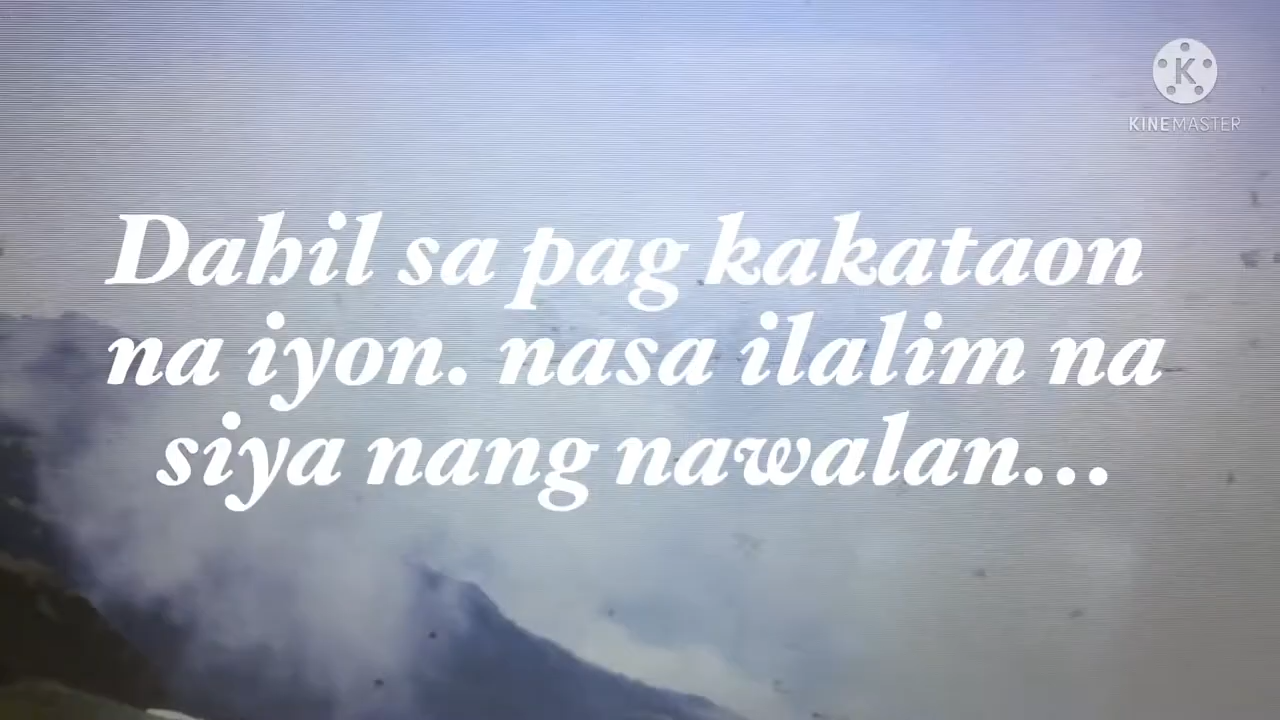 K
KINEMASTER
Dahil sa pag kakataon
na iyon. nasa ilalim na
siya nang nawalan...